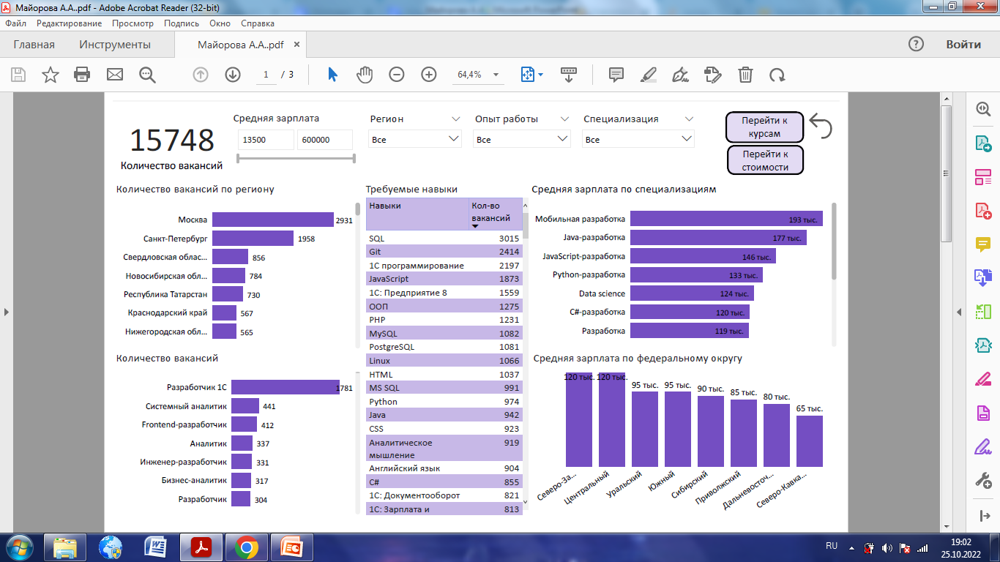 Майорова А.А..pdf - Adobe Acrobat Reader (32-bit)
Файл Редактирование Просмотр Подпись Окно Справка
Главная Инструменты Майорова А.А..pdf × Войти
1 / 3 64,4%
15748
Количество вакансий
Средняя зарплата
13500 600000
Регион
Все
Опыт работы
Все
Специализация
Все
Перейти к
курсам
Перейти к
стоимости
Количество вакансий по региону
Москва 2931
Санкт-Петербург 1958
Свердловская облас... 856
Новосибирская обл... 784
Республика Татарстан 730
Краснодарский край 567
Нижегородская обл... 565
Количество вакансий
Разработчик 1С 1781
Системный аналитик 441
Frontend-разработчик 412
Аналитик 337
Инженер-разработчик 331
Бизнес-аналитик 317
Разработчик 304
Требуемые навыки
Навыки Кол-во
вакансий
SQL 3015
Git 2414
1С программирование 2197
JavaScript 1873
1С: Предприятие 8 1559
ООП 1275
PHP 1231
MySQL 1082
PostgreSQL 1081
Linux 1066
HTML 1037
MS SQL 991
Python 974
Java 942
CSS 923
Аналитическое 919
мышление
Английский язык 904
C# 855
1С: Документооборот 821
1С: Зарплата и 813
Средняя зарплата по специализациям
Мобильная разработка 193 тыс.
Java-разработка 177 тыс.
JavaScript-разработка 146 тыс.
Python-разработка 133 тыс.
Data science 124 тыс.
C#-разработка 120 тыс.
Разработка 119 тыс.
Средняя зарплата по федеральному округу
120 тыс. 120 тыс. 95 тыс. 95 тыс. 90 тыс. 85 тыс. 80 тыс. 65 тыс.
Северо-За... Центральный Уральский Южный Сибирский Приволжский Дальневосточ... Северо-Кавка...
RU 19:02
25.10.2022